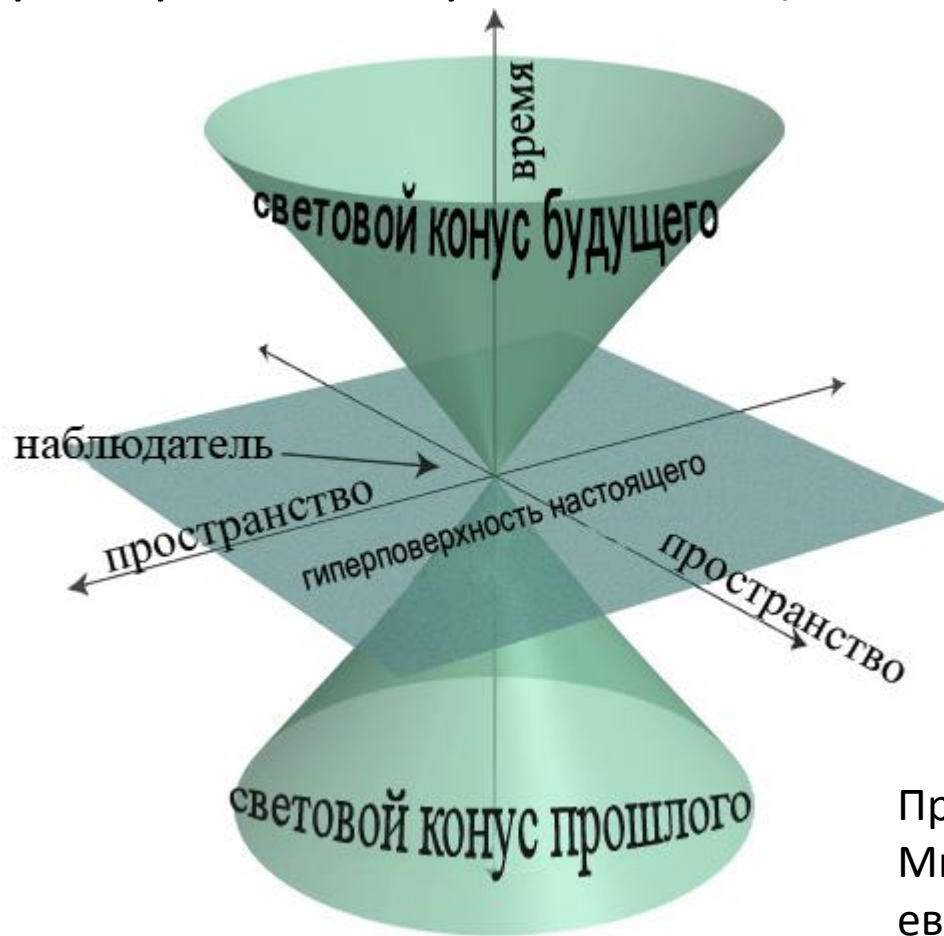 время
световой конус будущего
наблюдатель
пространство
гиперповерхность настоящего
пространство
световой конус прошлого